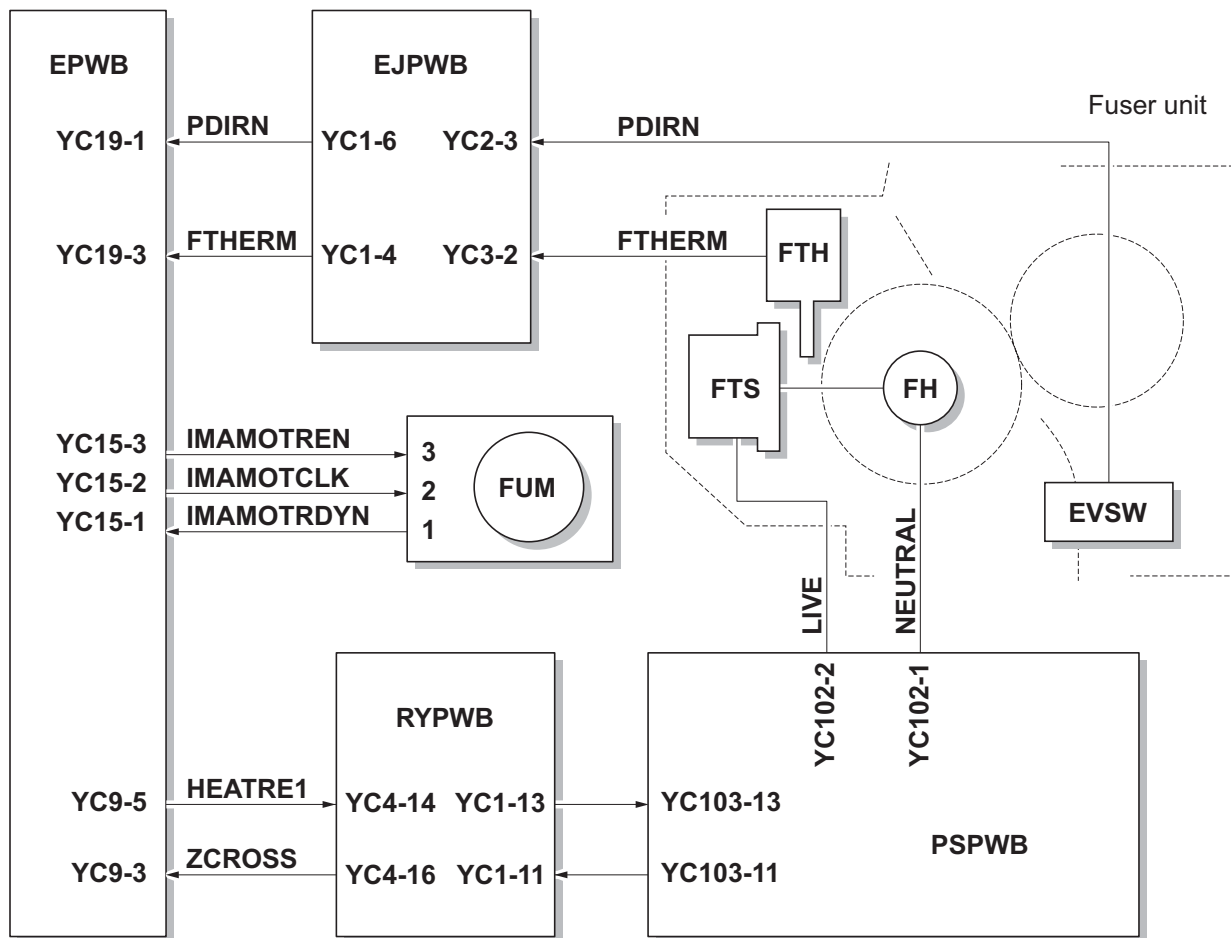 EPWB
EJPWB
Fuser unit
YC19-1
PDIRN
YC1-6
YC2-3
PDIRN
YC19-3
FTHERM
YC1-4
YC3-2
FTHERM
FTH
FTS
FH
YC15-3
IMAMOTREN
3
YC15-2
IMAMOTCLK
2
FUM
YC15-1
IMAMOTRDYN
1
EVSW
LIVE
NEUTRAL
YC102-2
YC102-1
RYPWB
YC9-5
HEATRE1
YC4-14
YC1-13
YC103-13
PSPWB
YC9-3
ZCROSS
YC4-16
YC1-11
YC103-11